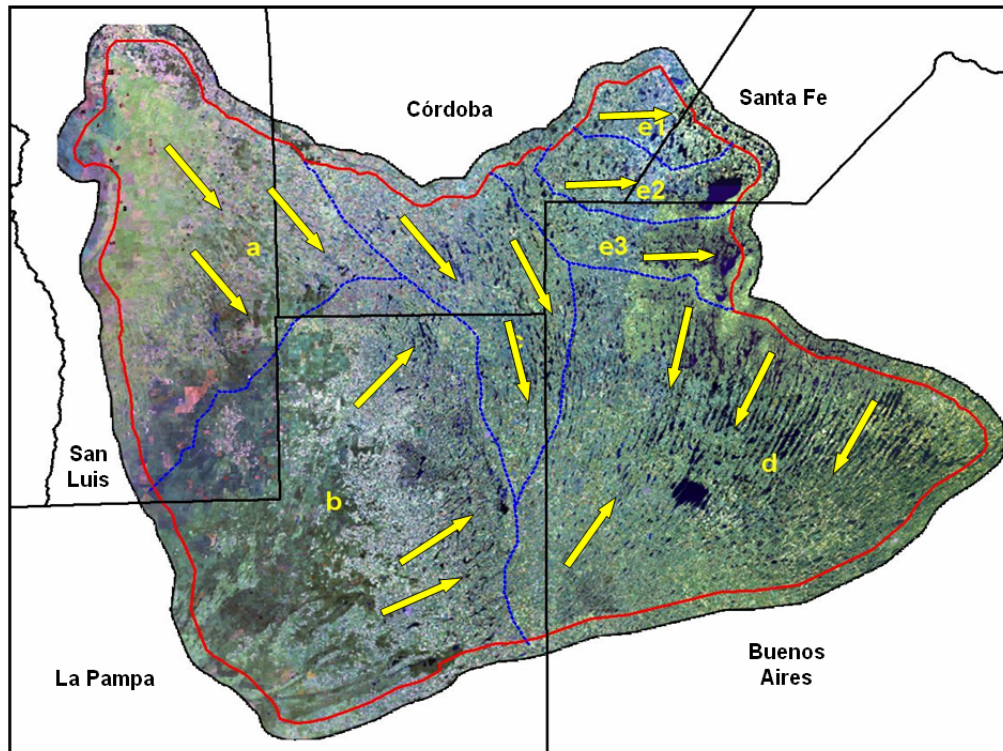 Córdoba
Santa Fe
e1
e2
a
e3
c
San
Luis
d
b
La Pampa
Buenos
Aires